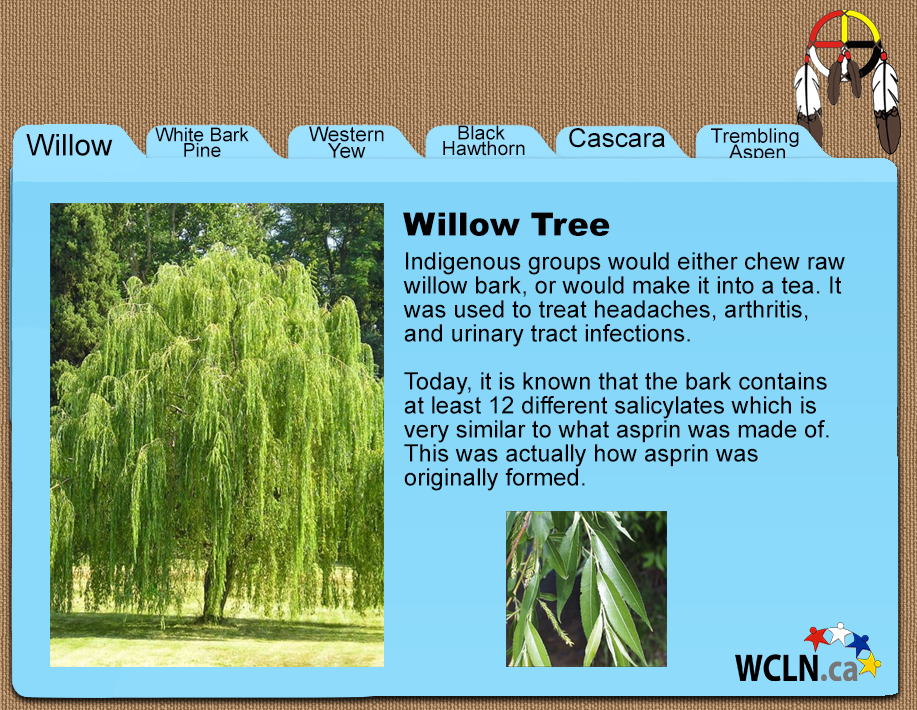 Willow
White Bark
Pine
Western
Yew
Black
Hawthorn
Cascara
Trembling
Aspen
Willow Tree
Indigenous groups would either chew raw
willow bark, or would make it into a tea. It
was used to treat headaches, arthritis,
and urinary tract infections.
Today, it is known that the bark contains
at least 12 different salicylates which is
very similar to what asprin was made of.
This was actually how asprin was
originally formed.
WCLN.ca